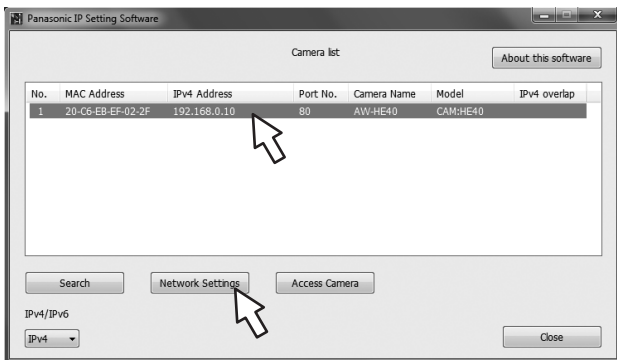 Panasonic IP Setting Software
Camera list
About this software
No. MAC Address IPv4 Address Port No. Camera Name Model IPv4 overlap
1 20-C6-EB-EF-02-2F 192.168.0.10 80 AW-HE40 CAM:HE40
Search Network Settings Access Camera
IPv4/IPv6
IPv4 Close